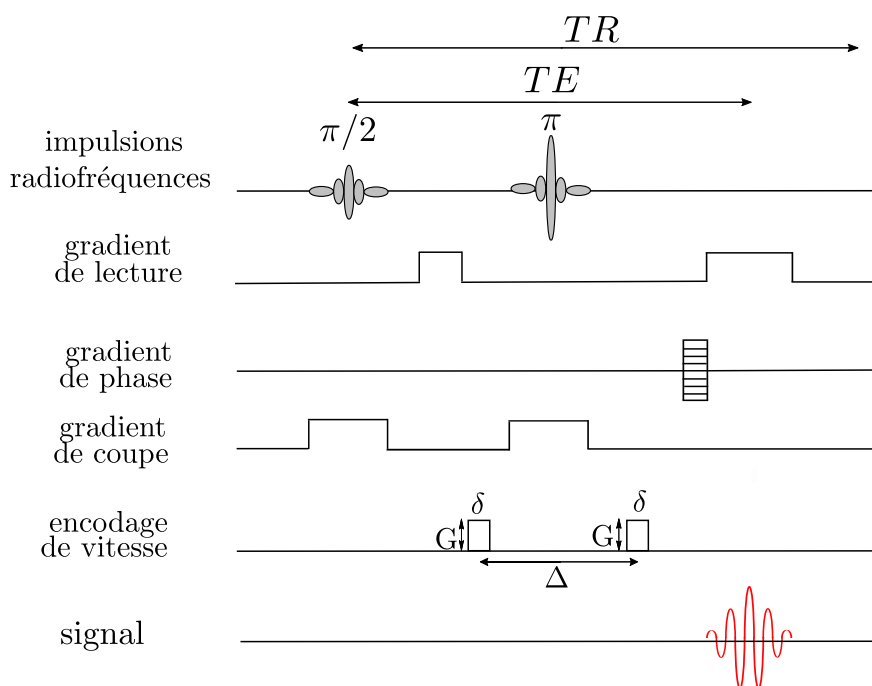 TR
TE
π/2
π
impulsions
radiofréquences
gradient
de lecture
gradient
de phase
gradient
de coupe
encodage
de vitesse
G
δ
G
δ
Δ
signal